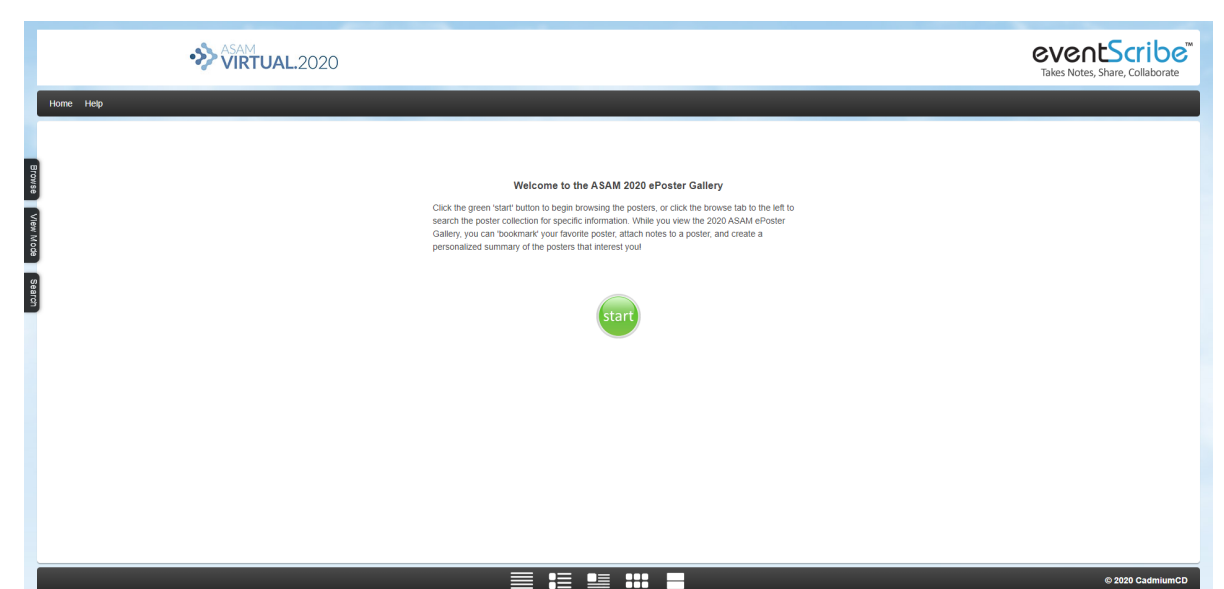 ASAM
VIRTUAL.2020
eventScribe™
Takes Notes, Share, Collaborate
Home Help
Browse
View Mode
Search
Welcome to the ASAM 2020 ePoster Gallery
Click the green 'start' button to begin browsing the posters, or click the browse tab to the left to
search the poster collection for specific information. While you view the 2020 ASAM ePoster
Gallery, you can 'bookmark' your favorite poster, attach notes to a poster, and create a
personalized summary of the posters that interest you!
start
© 2020 CadmiumCD